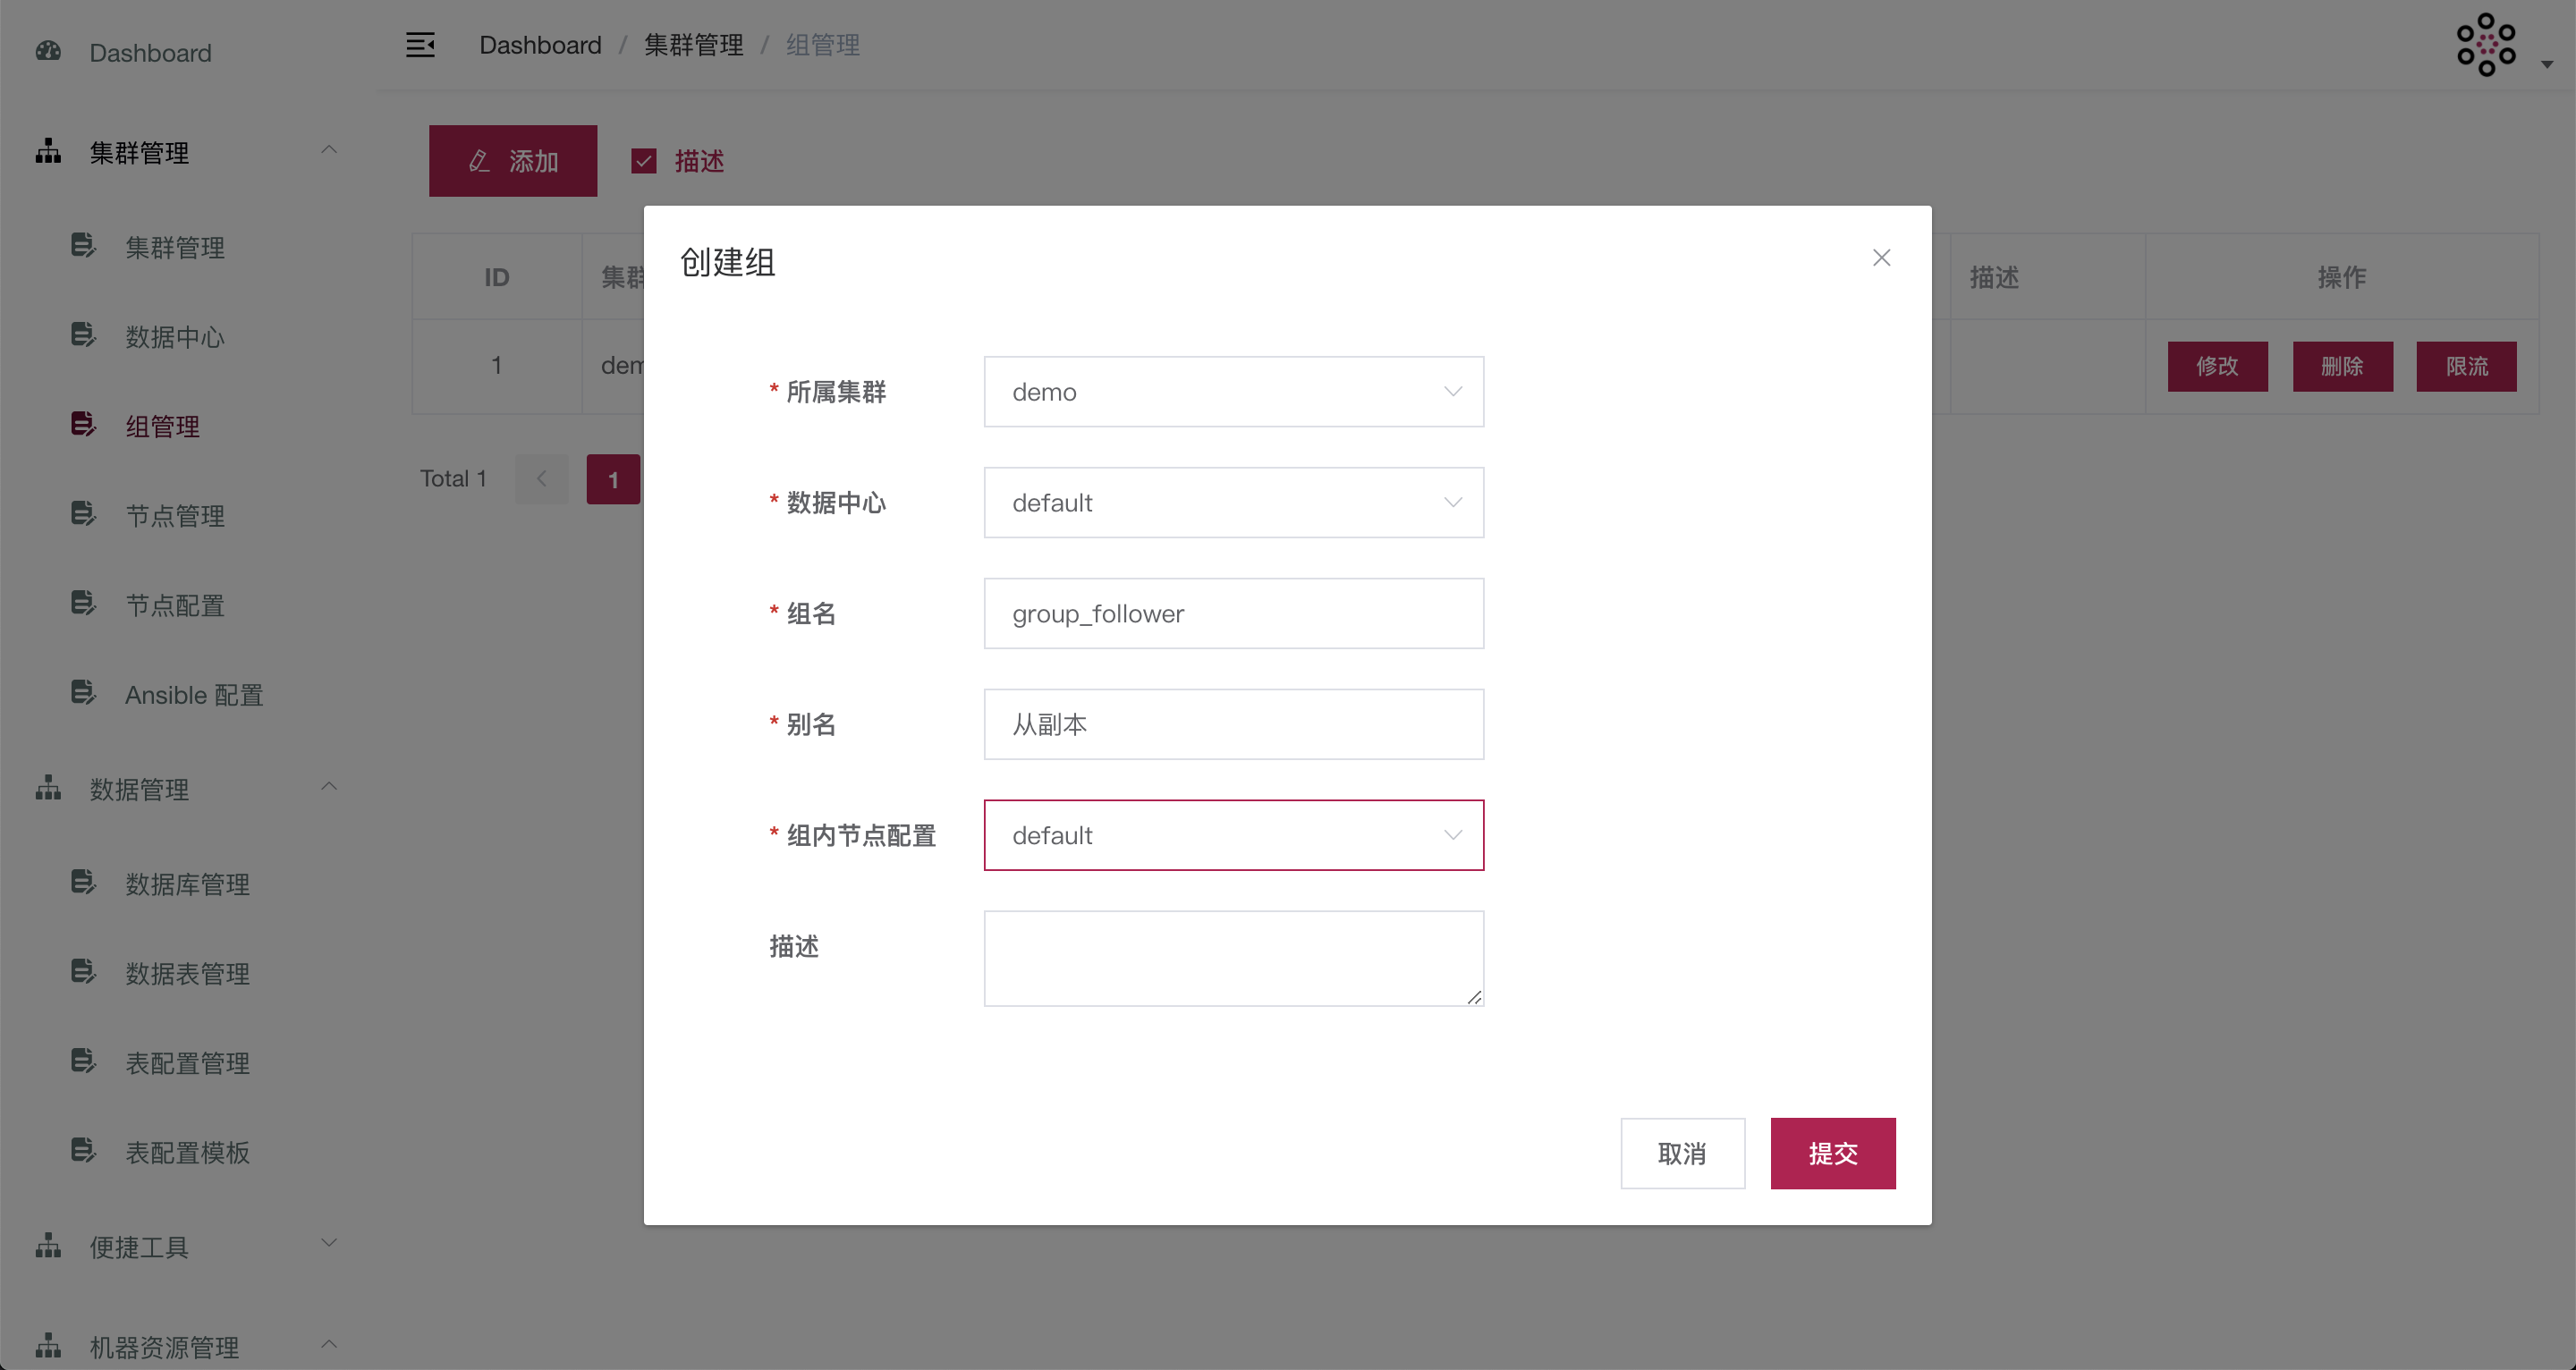 Dashboard
集群管理
集群管理
数据中心
组管理
节点管理
节点配置
Ansible 配置
数据管理
数据库管理
数据表管理
表配置管理
表配置模板
便捷工具
机器资源管理
Dashboard / 集群管理 / 组管理
添加 描述
ID 集群 描述 操作
1 dem 修改 删除 限流
Total 1 1
创建组
* 所属集群 demo
* 数据中心 default
* 组名 group_follower
* 别名 从副本
* 组内节点配置 default
描述
取消 提交